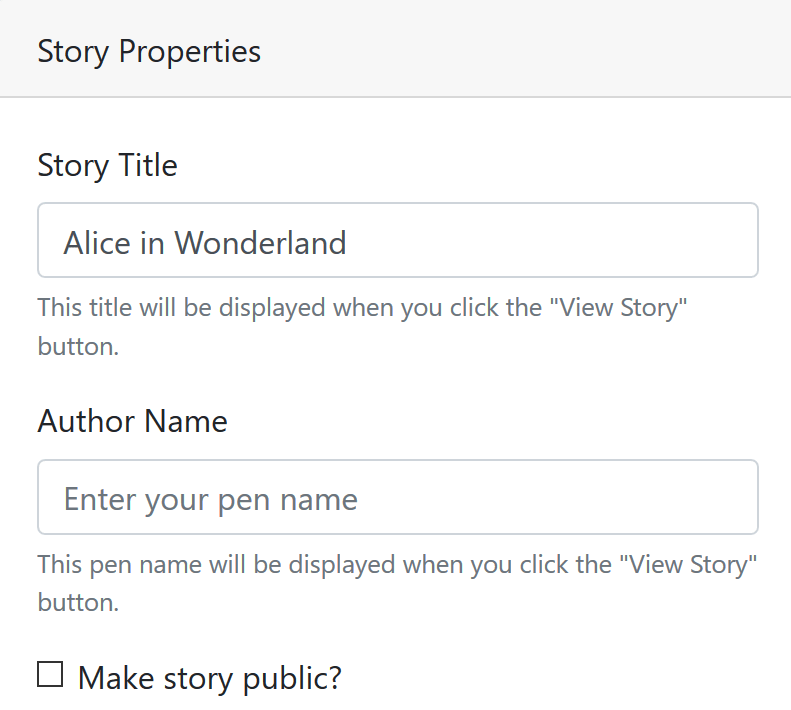 Story Properties
Story Title
Alice in Wonderland
This title will be displayed when you click the "View Story"
button.
Author Name
Enter your pen name
This pen name will be displayed when you click the "View Story"
button.
Make story public?